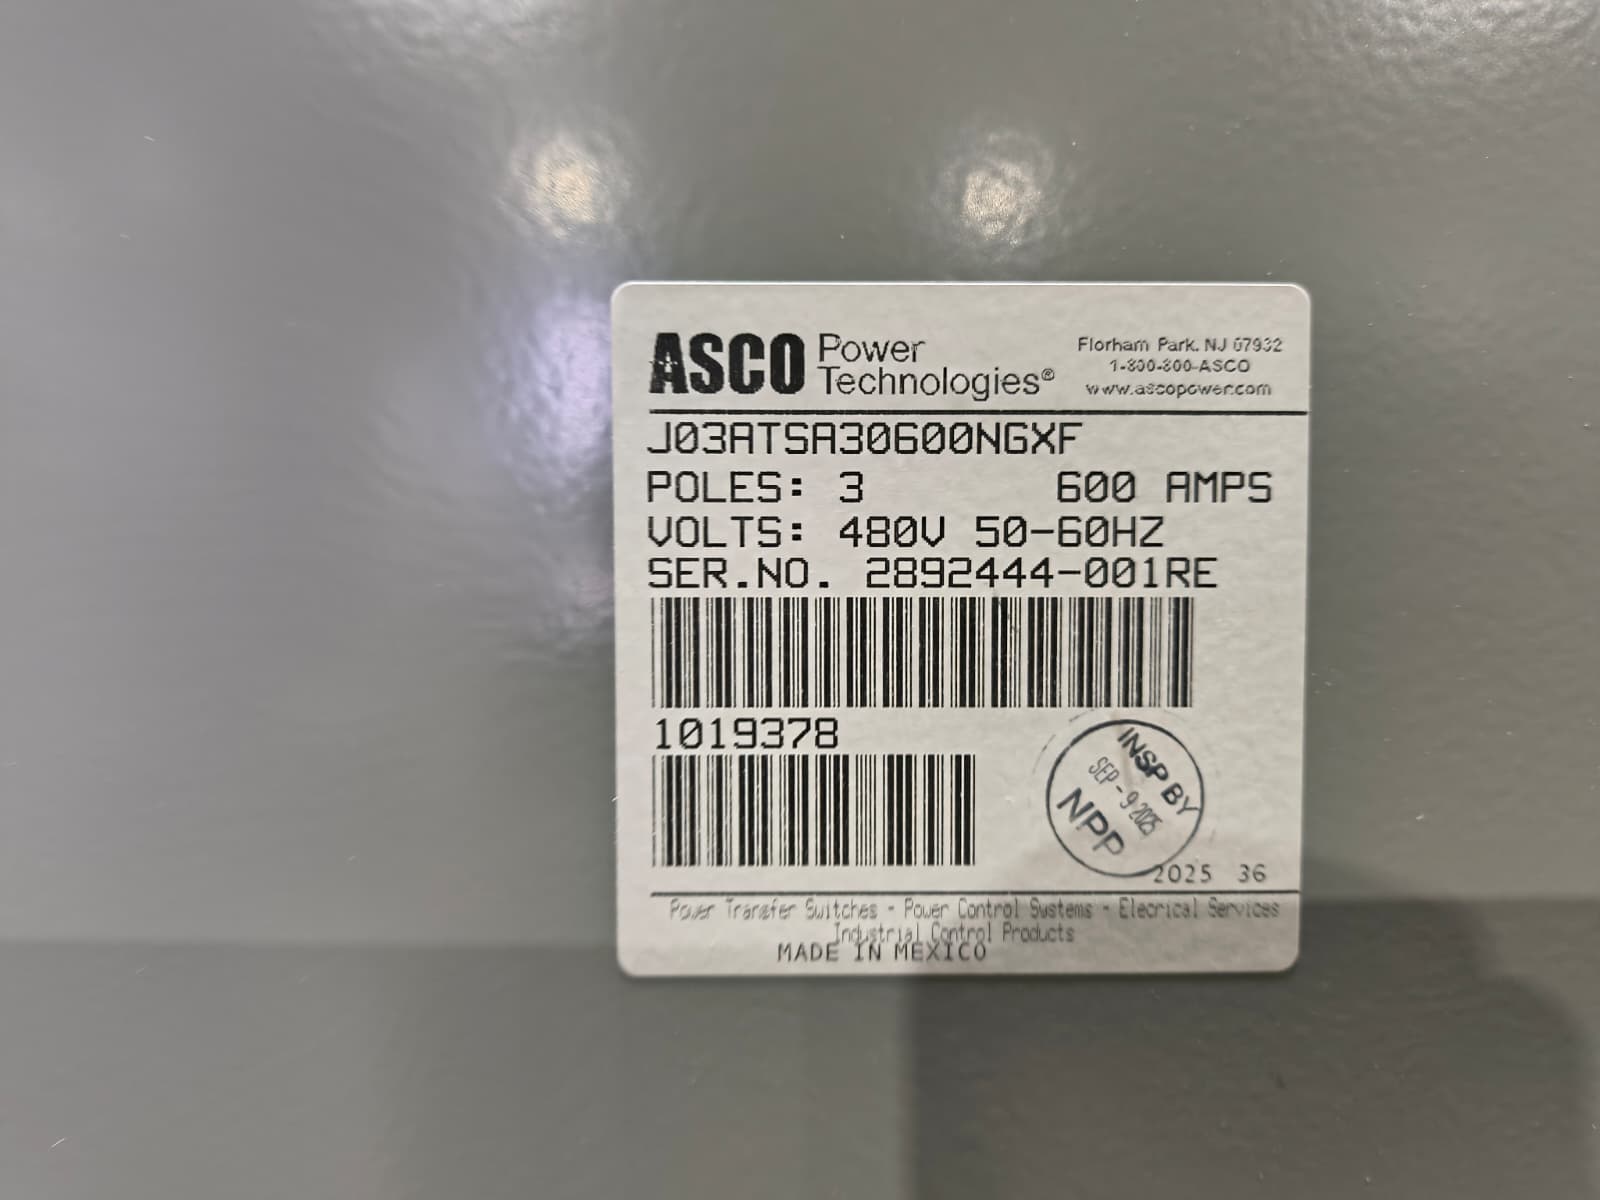 ASCO Power Technologies®
Florham Park, NJ 07932
1-800-800-ASCO
www.ascopower.com
J03ATSA30600NGXF
POLES: 3 600 AMPS
VOLTS: 480V 50-60HZ
SER.NO. 2892444-001RE
1019378
INSP BY
SEP - 9 2025
NPP
2025 36
Power Transfer Switches - Power Control Systems - Elecrical Services
Industrial Control Products
MADE IN MEXICO